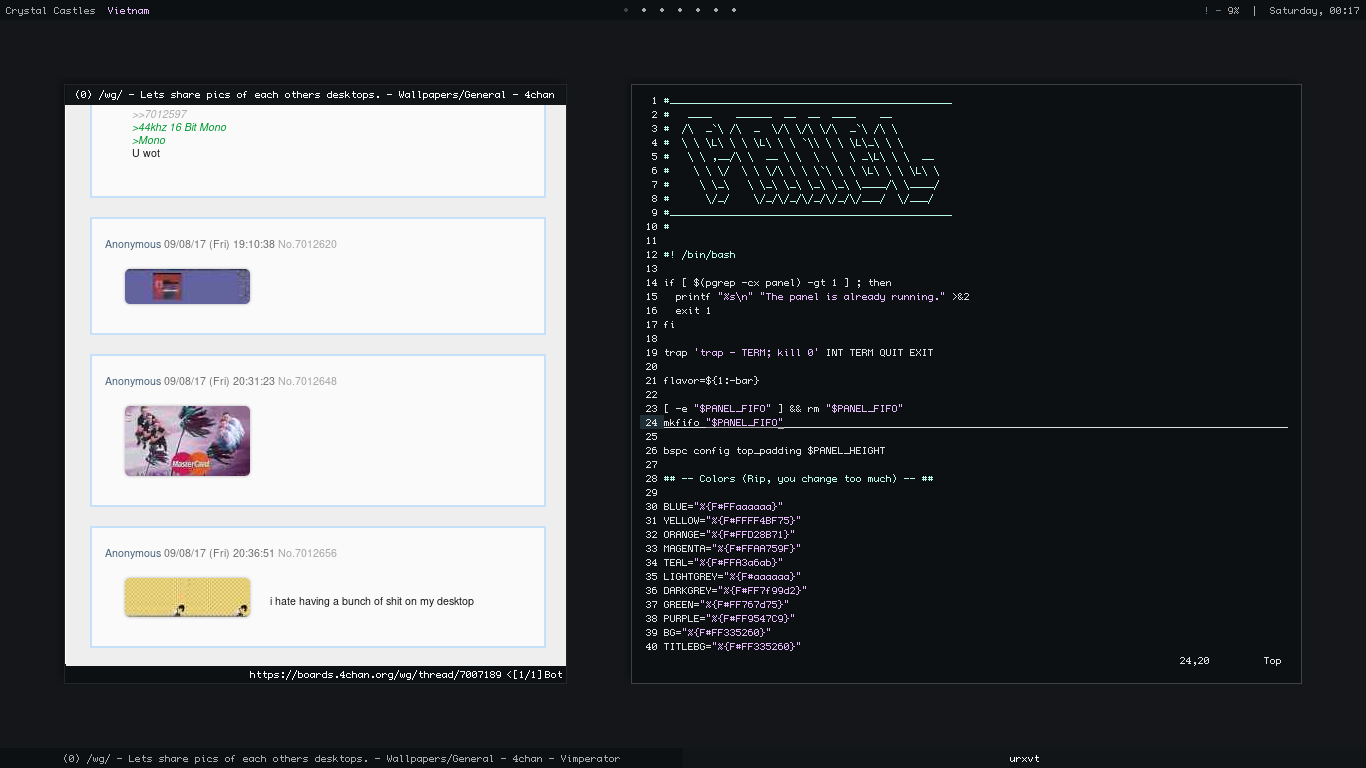 Crystal Castles Vietnam
! - 9% | Saturday, 00:17
(0) /wg/ - Lets share pics of each others desktops. - Wallpapers/General - 4chan
>>7012597
>44khz 16 Bit Mono
>Mono
U wot
Anonymous 09/08/17 (Fri) 19:10:38 No.7012620
Anonymous 09/08/17 (Fri) 20:31:23 No.7012648
MasterCard
Anonymous 09/08/17 (Fri) 20:36:51 No.7012656
i hate having a bunch of shit on my desktop
https://boards.4chan.org/wg/thread/7007189 <[1/1]Bot
1 #_______________________________________________
2 #
3 #
4 #
5 #
6 #
7 #
8 #
9 #_______________________________________________
10 #
11
12 #! /bin/bash
13
14 if [ $(pgrep -cx panel) -gt 1 ] ; then
15   printf "%s\n" "The panel is already running." >&2
16   exit 1
17 fi
18
19 trap 'trap - TERM; kill 0' INT TERM QUIT EXIT
20
21 flavor=${1:-bar}
22
23 [ -e "$PANEL_FIFO" ] && rm "$PANEL_FIFO"
24 mkfifo "$PANEL_FIFO"
25
26 bspc config top_padding $PANEL_HEIGHT
27
28 ## -- Colors (Rip, you change too much) -- ##
29
30 BLUE="%{F#FFaaaaaa}"
31 YELLOW="%{F#FFFF4BF75}"
32 ORANGE="%{F#FFD28B71}"
33 MAGENTA="%{F#FFAA759F}"
34 TEAL="%{F#FFA3a6ab}"
35 LIGHTGREY="%{F#aaaaaa}"
36 DARKGREY="%{F#FF7f99d2}"
37 GREEN="%{F#FF767d75}"
38 PURPLE="%{F#FF9547C9}"
39 BG="%{F#FF335260}"
40 TITLEBG="%{F#FF335260}"
24,20 Top
(0) /wg/ - Lets share pics of each others desktops. - Wallpapers/General - 4chan - Vimperator
urxvt